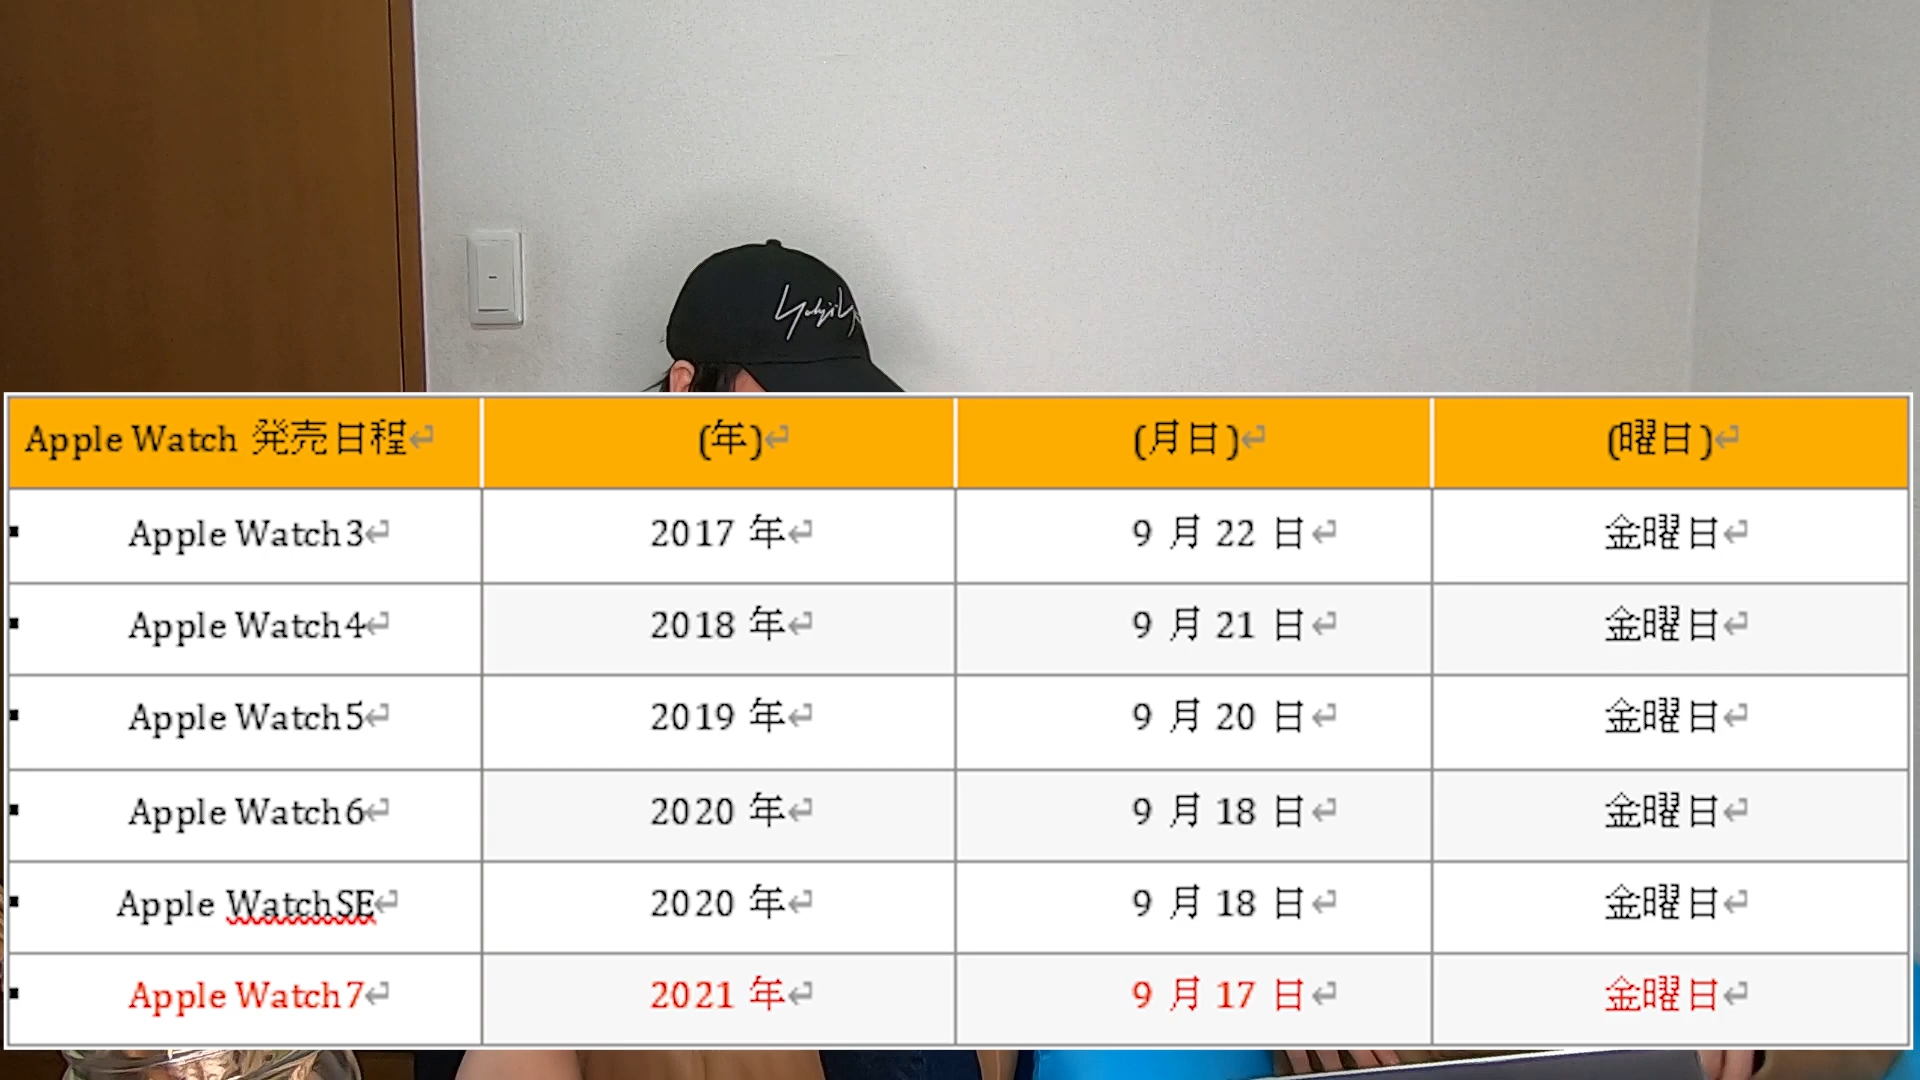 Apple Watch 発売日程 (年) (月日) (曜日)
Apple Watch3 2017 年 9 月 22 日 金曜日
Apple Watch4 2018 年 9 月 21 日 金曜日
Apple Watch5 2019 年 9 月 20 日 金曜日
Apple Watch6 2020 年 9 月 18 日 金曜日
Apple WatchSE 2020 年 9 月 18 日 金曜日
Apple Watch7 2021 年 9 月 17 日 金曜日